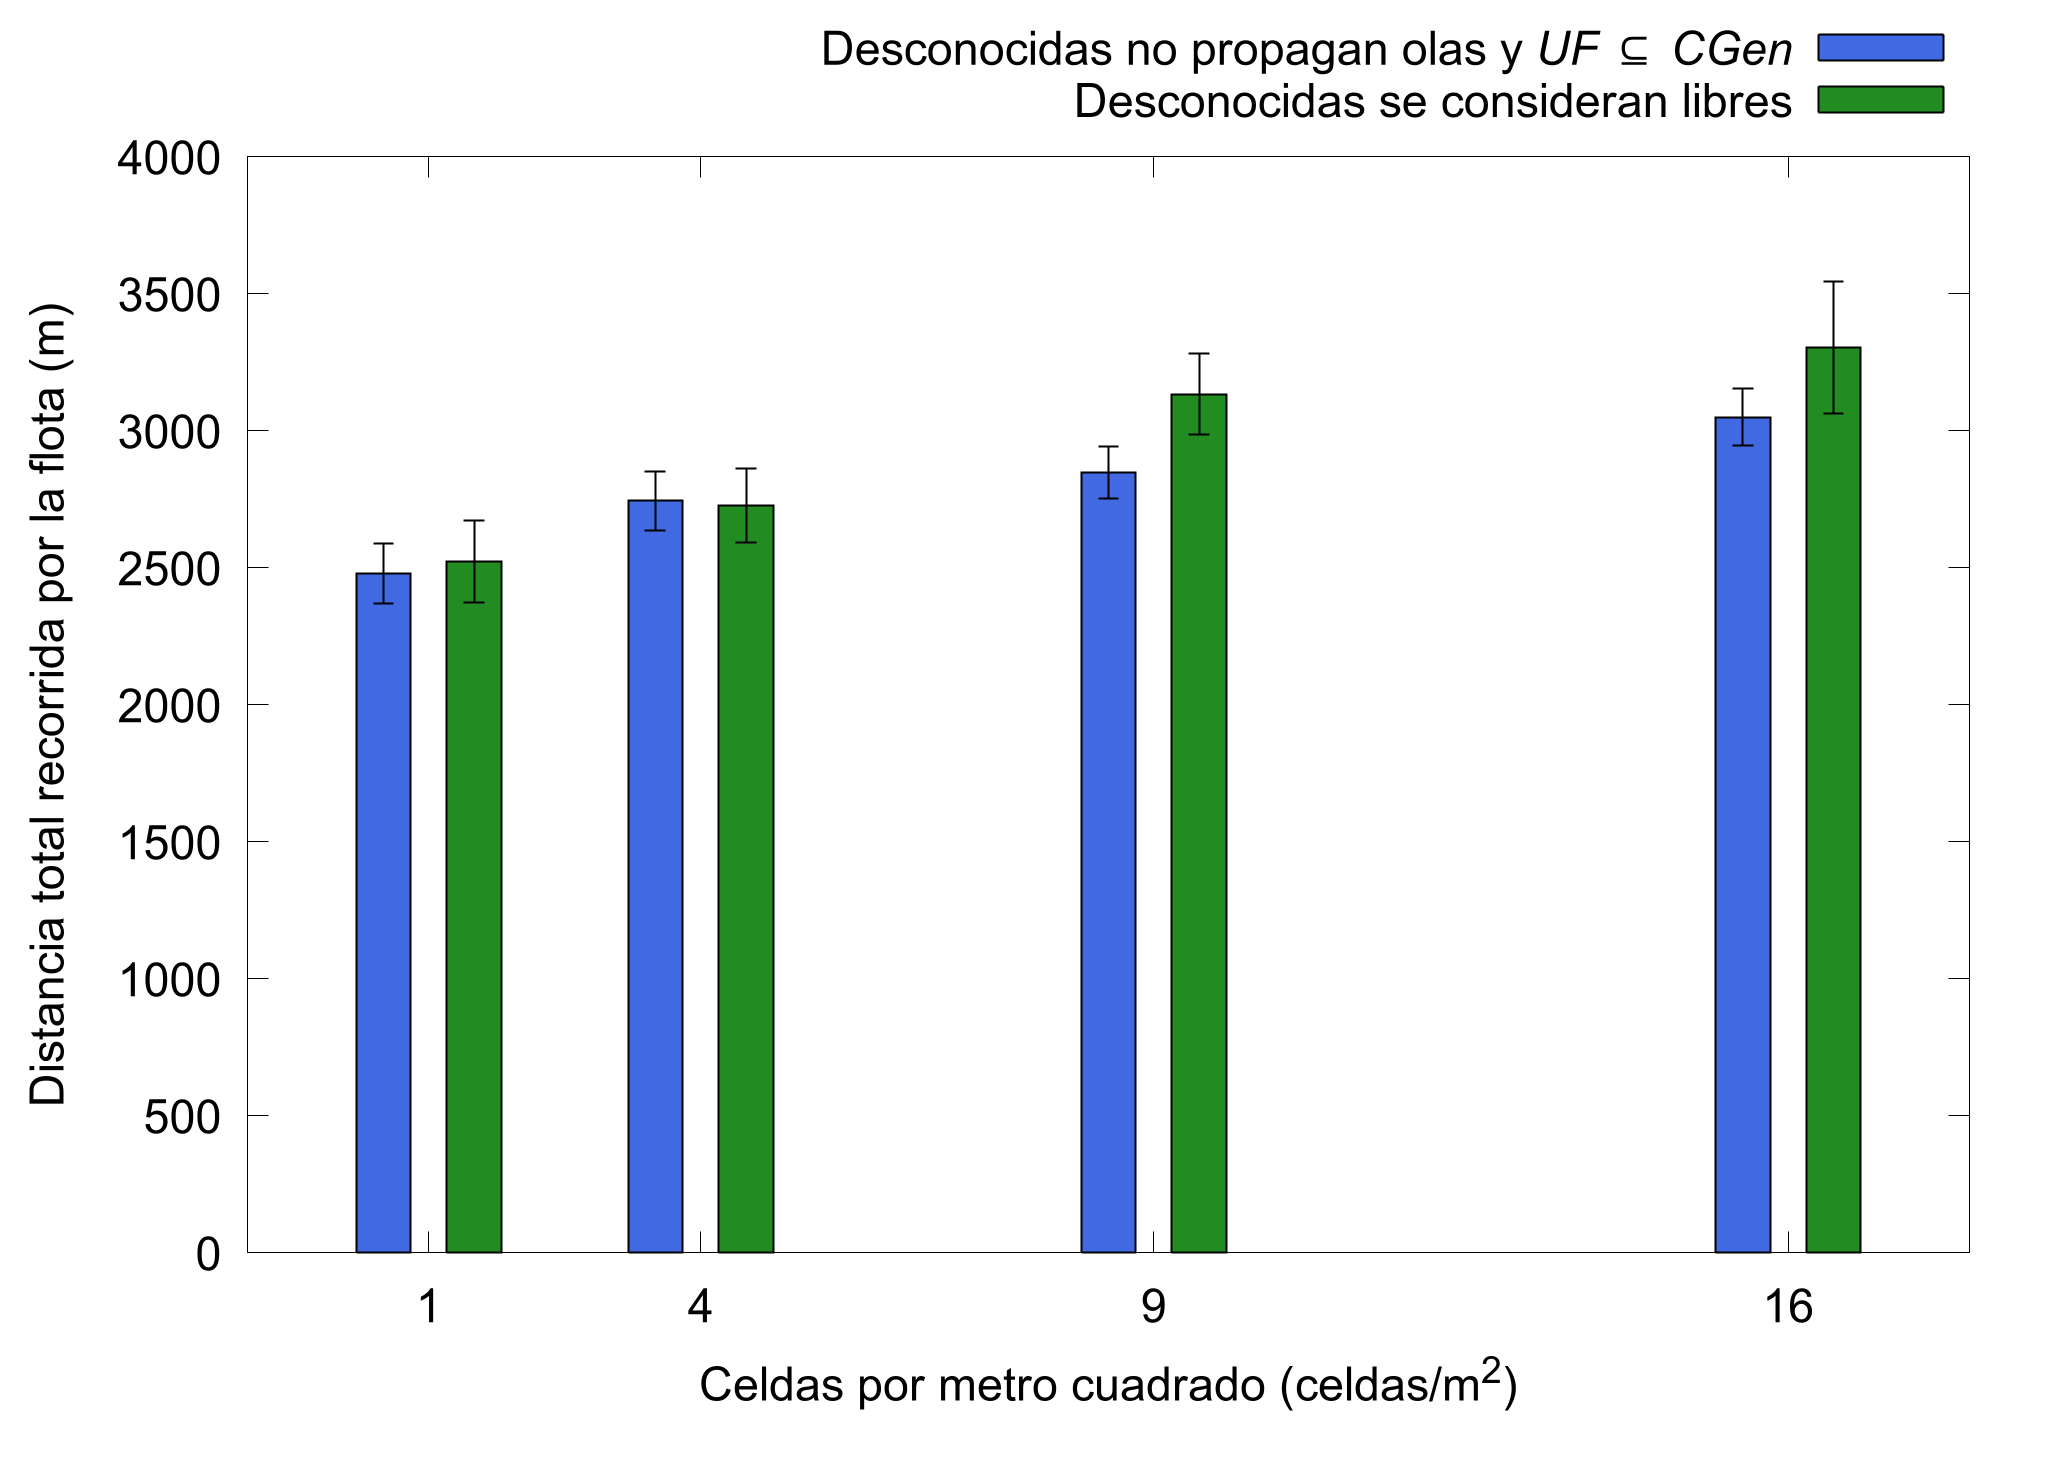 Desconocidas no propagan olas y UF ⊆ CGen
Desconocidas se consideran libres
4000
3500
3000
2500
2000
1500
1000
500
0
Distancia total recorrida por la flota (m)
1 4 9 16
Celdas por metro cuadrado (celdas/m²)